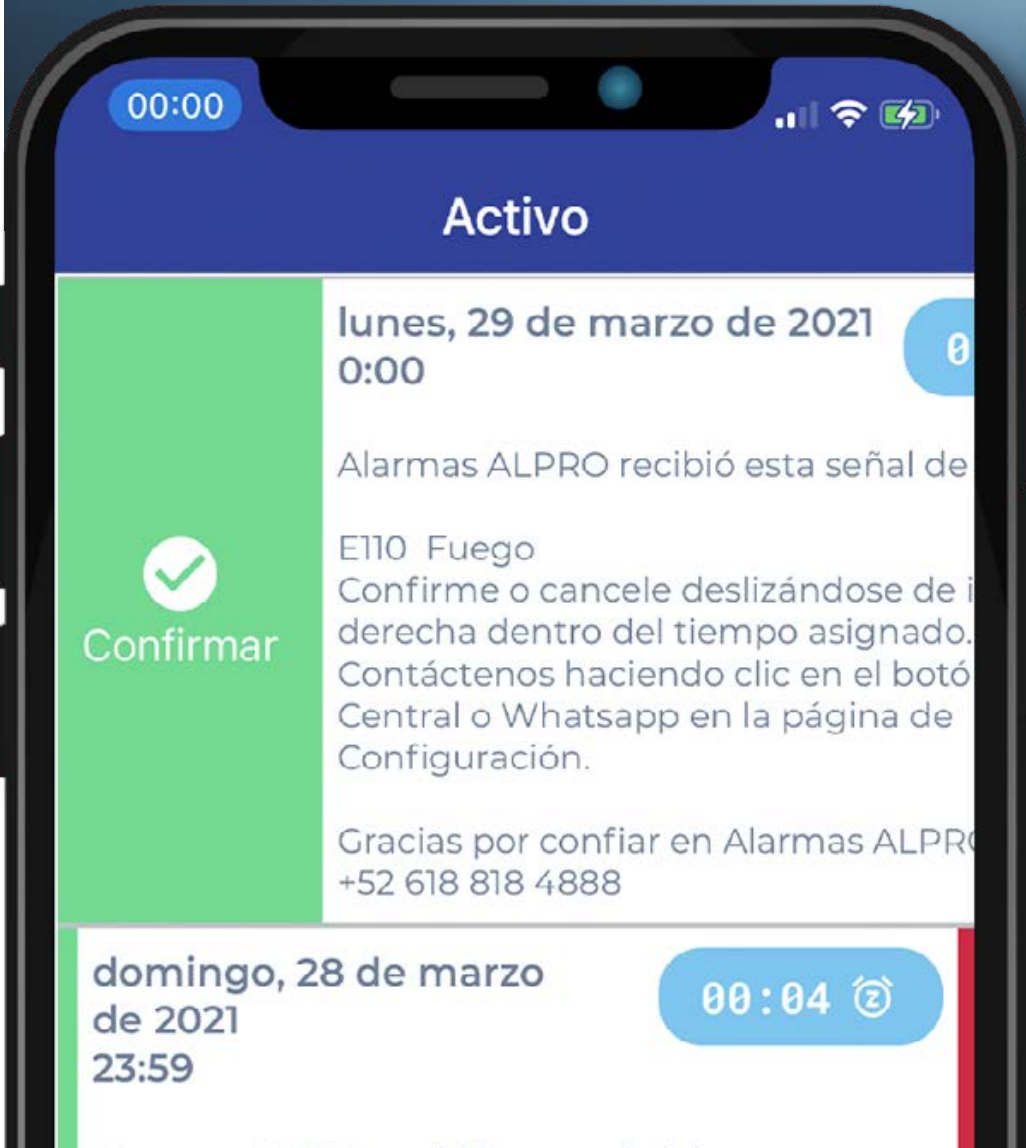 00:00
Activo
lunes, 29 de marzo de 2021
0:00
Alarmas ALPRO recibió esta señal de
E110 Fuego
Confirme o cancele deslizándose de
derecha dentro del tiempo asignado.
Contáctenos haciendo clic en el
Central o Whatsapp en la página de
Configuración.
Gracias por confiar en Alarmas
+52 618 818 4888
Confirmar
domingo, 28 de marzo
de 2021
23:59
00:04